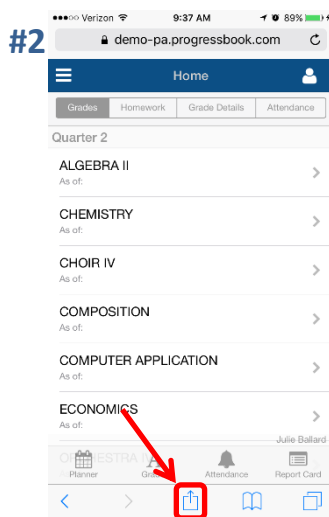 Verizon 9:37 AM 89%
#2
demo-pa.progressbook.com
Home
Grades Homework Grade Details Attendance
Quarter 2
ALGEBRA II
As of:
CHEMISTRY
As of:
CHOIR IV
As of:
COMPOSITION
As of:
COMPUTER APPLICATION
As of:
ECONOMICS
As of:
Julie Ballard
Planner Attendance Report Card